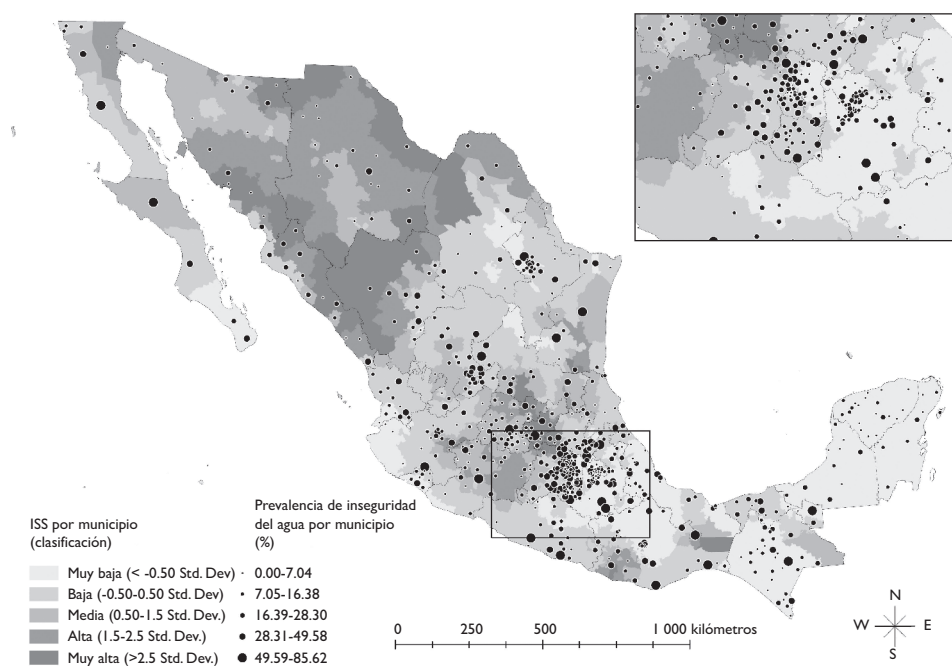 ISS por municipio
(clasificación)
Muy baja (< -0.50 Std. Dev)
Baja (-0.50-0.50 Std. Dev)
Media (0.50-1.5 Std. Dev.)
Alta (1.5-2.5 Std. Dev.)
Muy alta (>2.5 Std. Dev.)
Prevalencia de inseguridad
del agua por municipio
(%)
0.00-7.04
7.05-16.38
16.39-28.30
28.31-49.58
49.59-85.62
0 250 500 1 000 kilómetros
N
W E
S